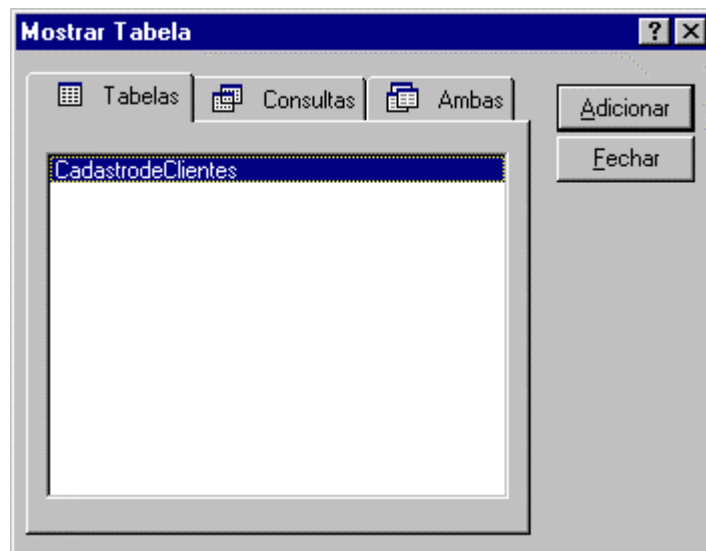 Mostrar Tabela
Tabelas Consultas Ambas
Adicionar
CadastrodeClientes
Fechar